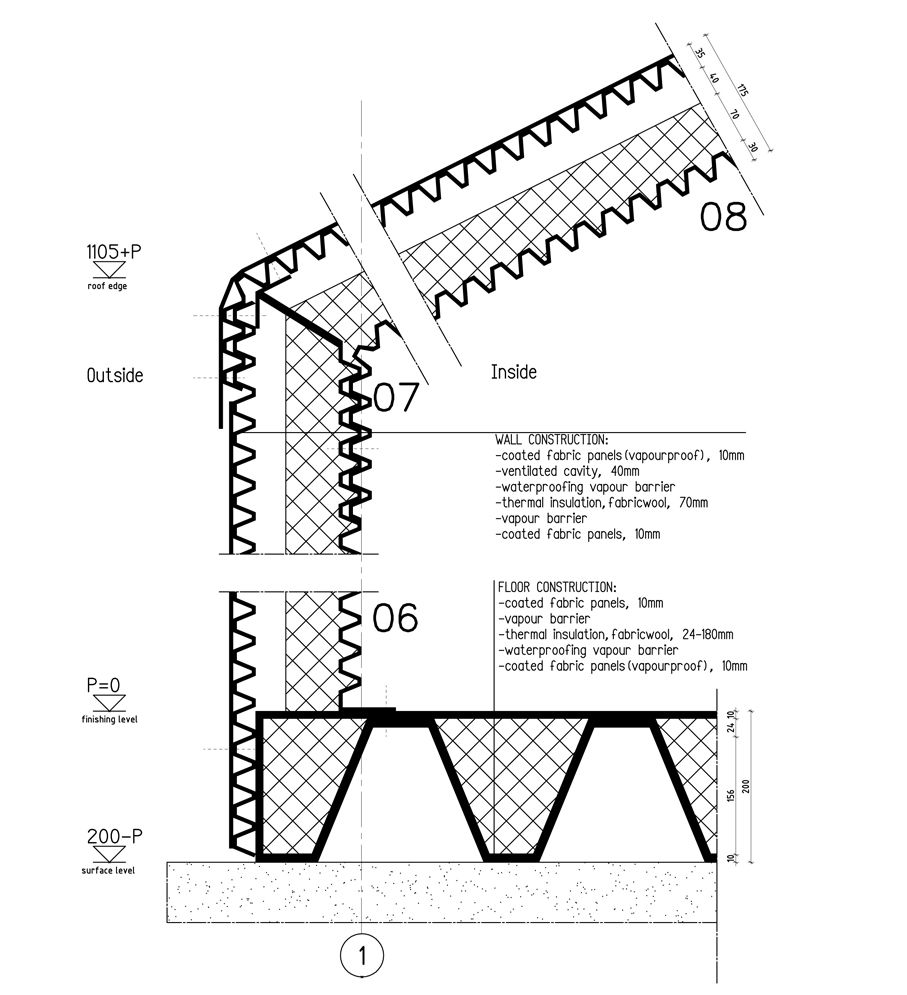 35
40
175
70
30
08
1105+P
roof edge
Outside
Inside
07
WALL CONSTRUCTION:
-coated fabric panels(vapourproof), 10mm
-ventilated cavity, 40mm
-waterproofing vapour barrier
-thermal insulation, fabricwool, 70mm
-vapour barrier
-coated fabric panels, 10mm
FLOOR CONSTRUCTION:
-coated fabric panels, 10mm
-vapour barrier
-thermal insulation, fabricwool, 24-180mm
-waterproofing vapour barrier
-coated fabric panels(vapourproof), 10mm
06
P=0
finishing level
10
24
156
200
10
200-P
surface level
1